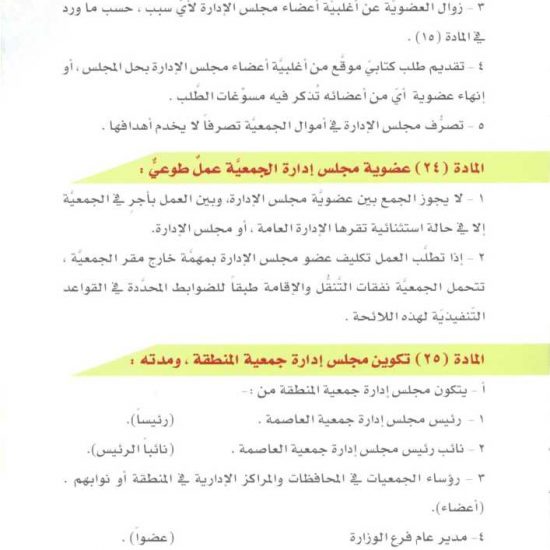 ٣ - زوال العضويَّة عن أغلبيَّة أعضاء مجلس الإدارة لأيّ سبب ، حسب ما ورد
في المادة (١٥) .
٤ - تقديم طلب كتابيّ موقَّع من أغلبيَّة أعضاء مجلس الإدارة بحل المجلس ، أو
إنهاء عضوية أيّ من أعضائه تُذكر فيه مسوّغات الطَّلب .
٥ - تصرُّف مجلس الإدارة في أموال الجمعيَّة تصرفاً لا يخدم أهدافها .
المادة (٢٤) عضوية مجلس إدارة الجمعيَّة عملٌ طوعيٌّ :
١ - لا يجوز الجمع بين عضويَّة مجلس الإدارة، وبين العمل بأجرٍ في الجمعيَّة
إلا في حالة استثنائية تقرها الإدارة العامة ، أو مجلس الإدارة.
٢ - إذا تطلَّب العمل تكليف عضو مجلس الإدارة بمهمَّة خارج مقر الجمعيَّة ،
تتحمل الجمعيَّة نفقات التَّنقُّل والإقامة طبقاً للضوابط المحدَّدة في القواعد
التَّنفيذيَّة لهذه اللائحة .
المادة (٢٥) تكوين مجلس إدارة جمعية المنطقة ، ومدته :
أ - يتكون مجلس إدارة جمعية المنطقة من :-
١ - رئيس مجلس إدارة جمعية العاصمة . (رئيساً).
٢ - نائب رئيس مجلس إدارة جمعية العاصمة . (نائباً الرئيس).
٣ - رؤساء الجمعيات في المحافظات والمراكز الإدارية في المنطقة أو نوابهم .
(أعضاء).
٤ - مدير عام فرع الوزارة (عضواً) .